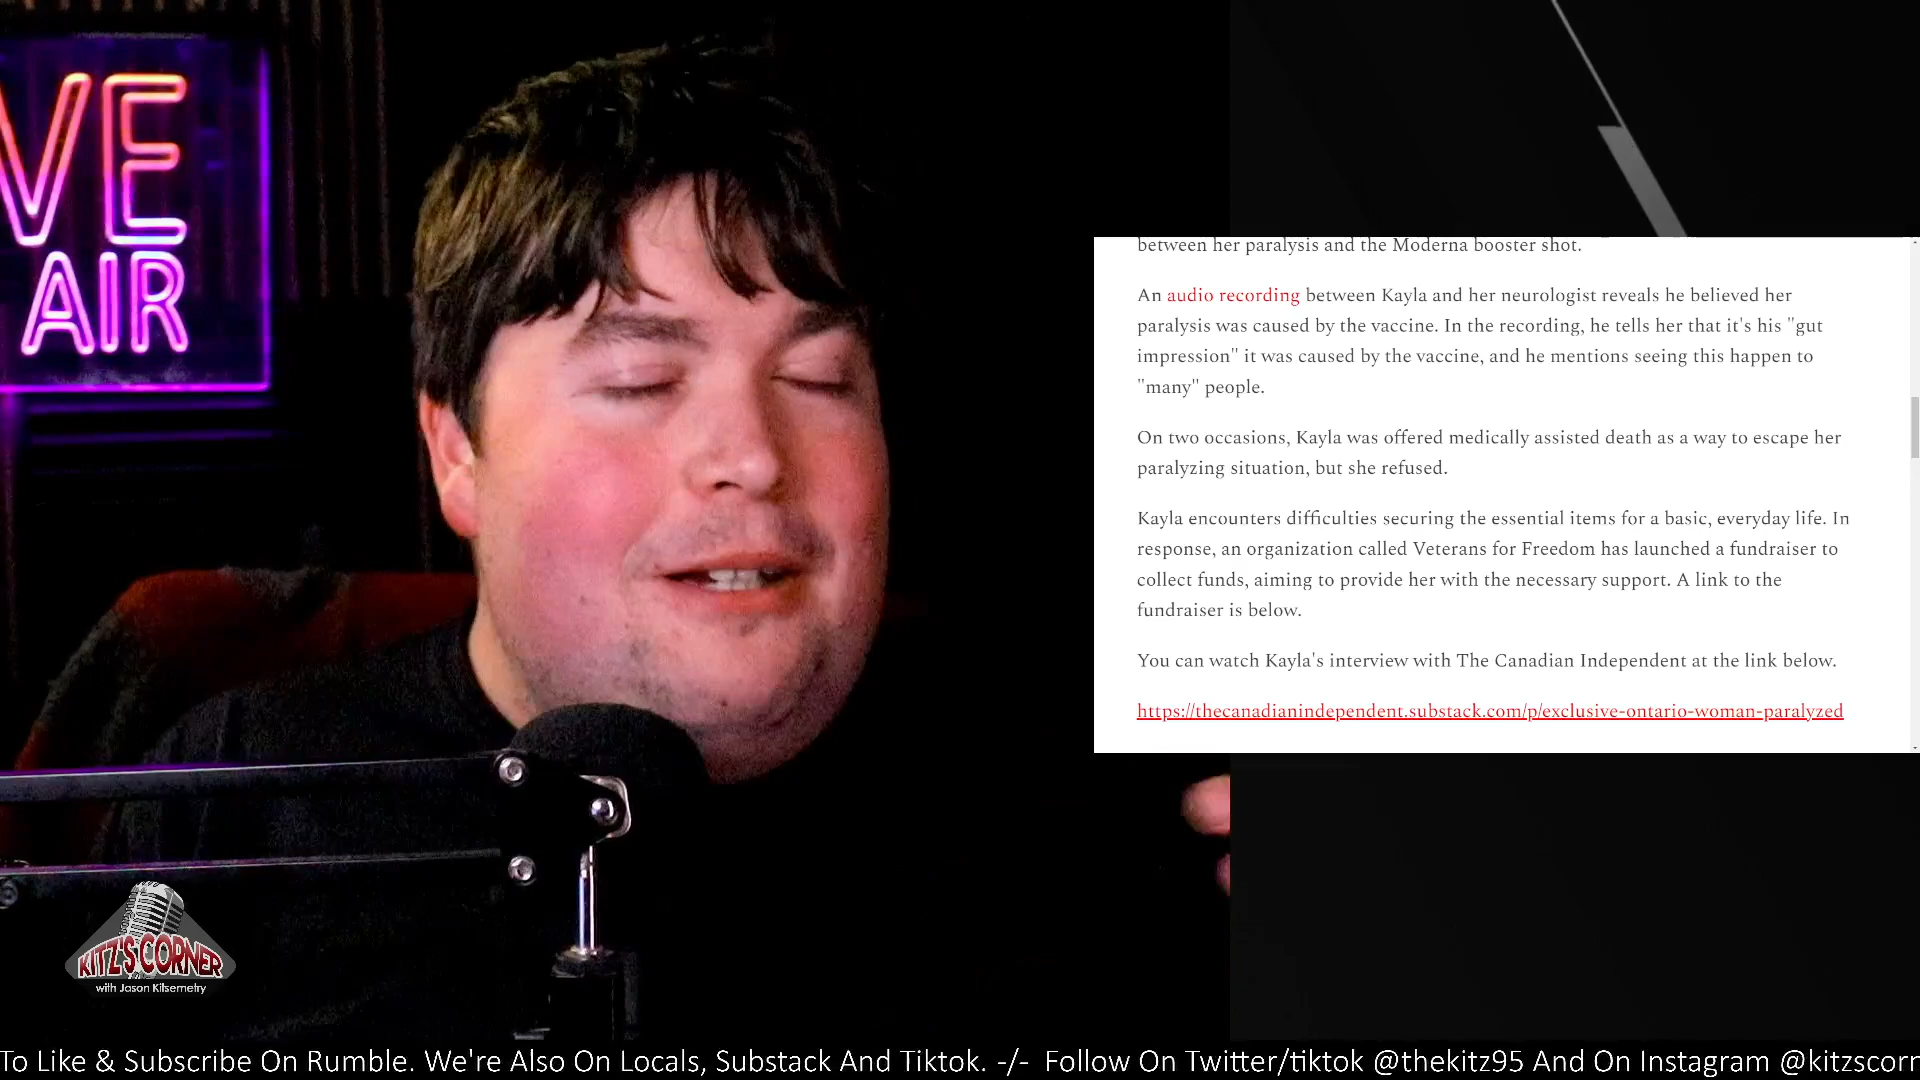 VE
AIR
between her paralysis and the Moderna booster shot.
An audio recording between Kayla and her neurologist reveals he believed her
paralysis was caused by the vaccine. In the recording, he tells her that it's his "gut
impression" it was caused by the vaccine, and he mentions seeing this happen to
"many" people.
On two occasions, Kayla was offered medically assisted death as a way to escape her
paralyzing situation, but she refused.
Kayla encounters difficulties securing the essential items for a basic, everyday life. In
response, an organization called Veterans for Freedom has launched a fundraiser to
collect funds, aiming to provide her with the necessary support. A link to the
fundraiser is below.
You can watch Kayla's interview with The Canadian Independent at the link below.
https://thecanadianindependent.substack.com/p/exclusive-ontario-woman-paralyzed
KITZ'S CORNER
with Jason Kitsemetry
To Like & Subscribe On Rumble. We're Also On Locals, Substack And Tiktok. -/- Follow On Twitter/tiktok @thekitz95 And On Instagram @kitzscorn